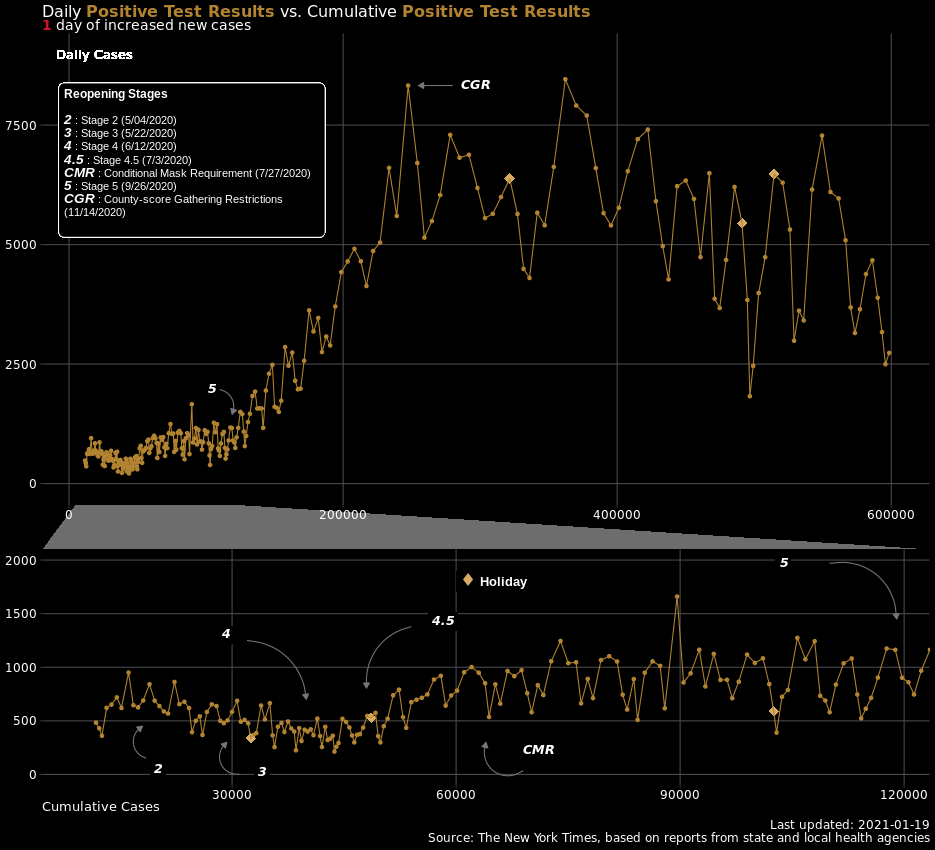 Daily Positive Test Results vs. Cumulative Positive Test Results
1 day of increased new cases
Daily Cases
CGR
Reopening Stages
2 : Stage 2 (5/04/2020)
3 : Stage 3 (5/22/2020)
4 : Stage 4 (6/12/2020)
4.5 : Stage 4.5 (7/3/2020)
CMR : Conditional Mask Requirement (7/27/2020)
5 : Stage 5 (9/26/2020)
CGR : County-score Gathering Restrictions
(11/14/2020)
7500
5000
2500
5
0
0 200000 400000 600000
2000
5
Holiday
1500
4.5
4
1000
500
CMR
2
3
0
30000 60000 90000 120000
Cumulative Cases
Last updated: 2021-01-19
Source: The New York Times, based on reports from state and local health agencies